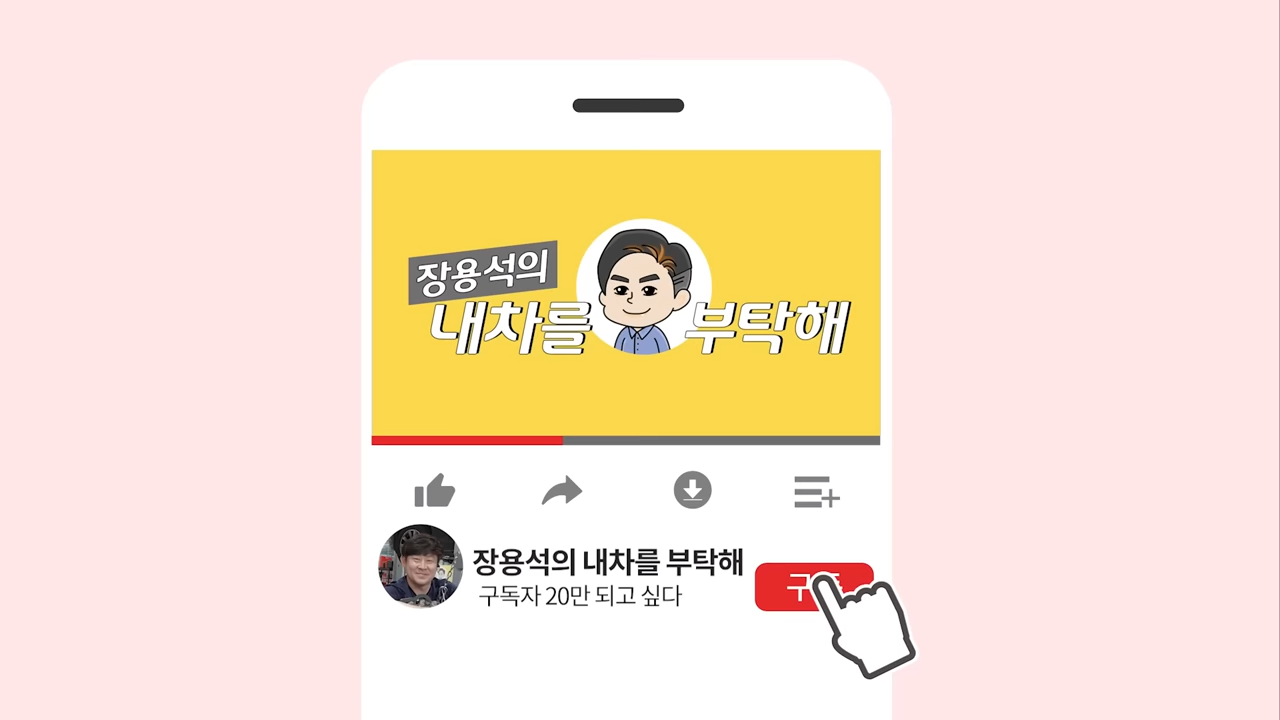 장용석의
내차를 부탁해
장용석의 내차를 부탁해
구독자 20만 되고 싶다